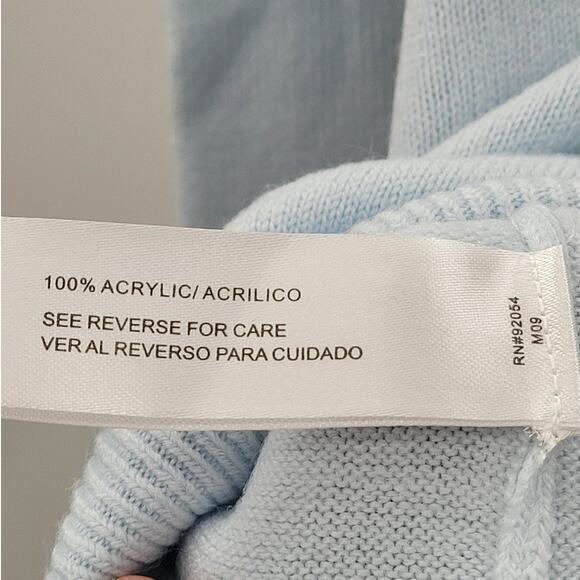 100% ACRYLIC/ ACRILICO
SEE REVERSE FOR CARE
VER AL REVERSO PARA CUIDADO
RN#92054
M09